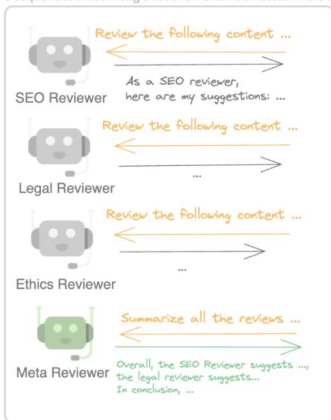 Review the following content ...
As a SEO reviewer,
here are my suggestions: ...
SEO Reviewer
Review the following content ...
...
Legal Reviewer
Review the following content ...
...
Ethics Reviewer
Summarize all the reviews ...
Overall, the SEO Reviewer suggests ...,
the legal reviewer suggests...
In conclusion, ...
Meta Reviewer